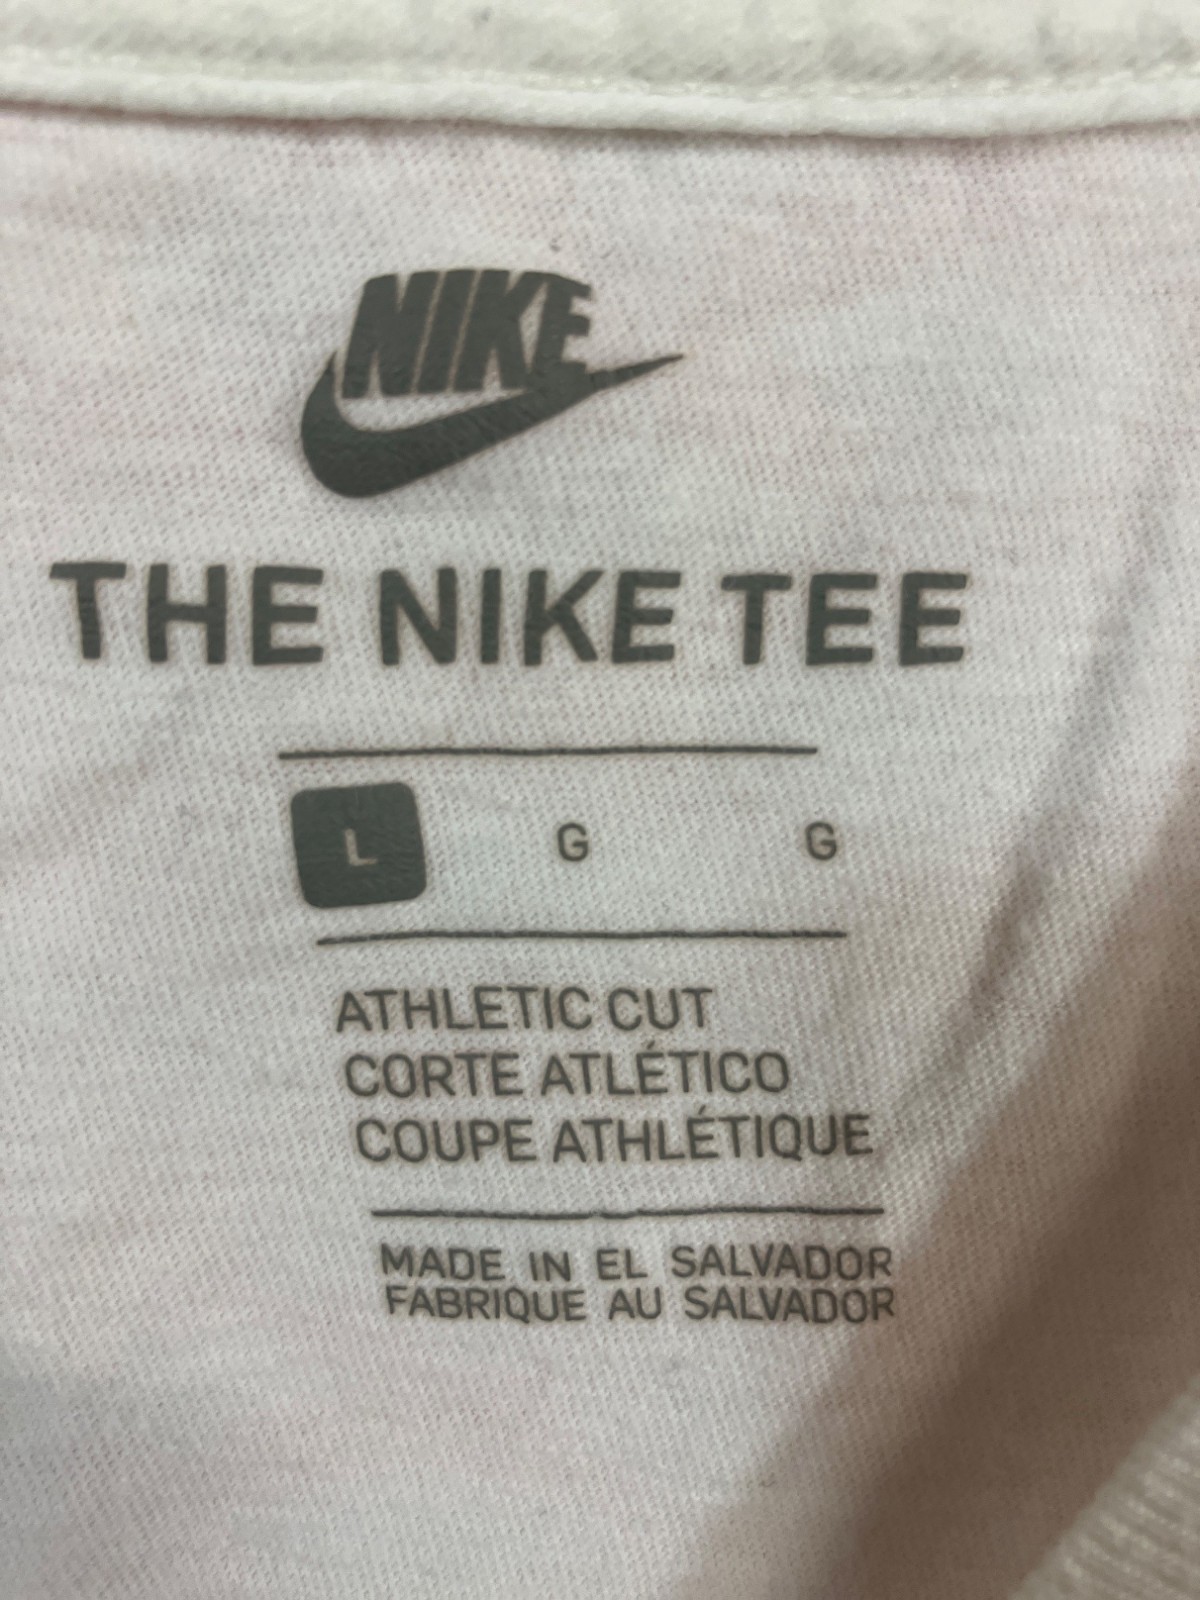 NIKE
THE NIKE TEE
L G G
ATHLETIC CUT
CORTE ATLÉTICO
COUPE ATHLÉTIQUE
MADE IN EL SALVADOR
FABRIQUE AU SALVADOR